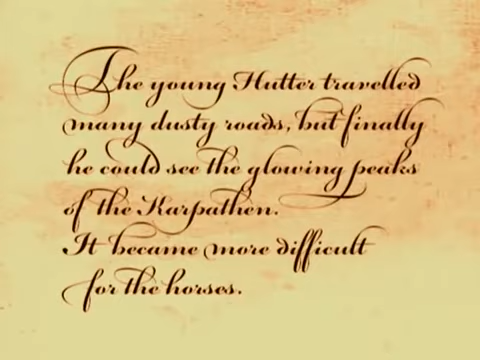 The young Hutter travelled
many dusty roads, but finally
he could see the glowing peaks
of the Karpathen.
It became more difficult
for the horses.